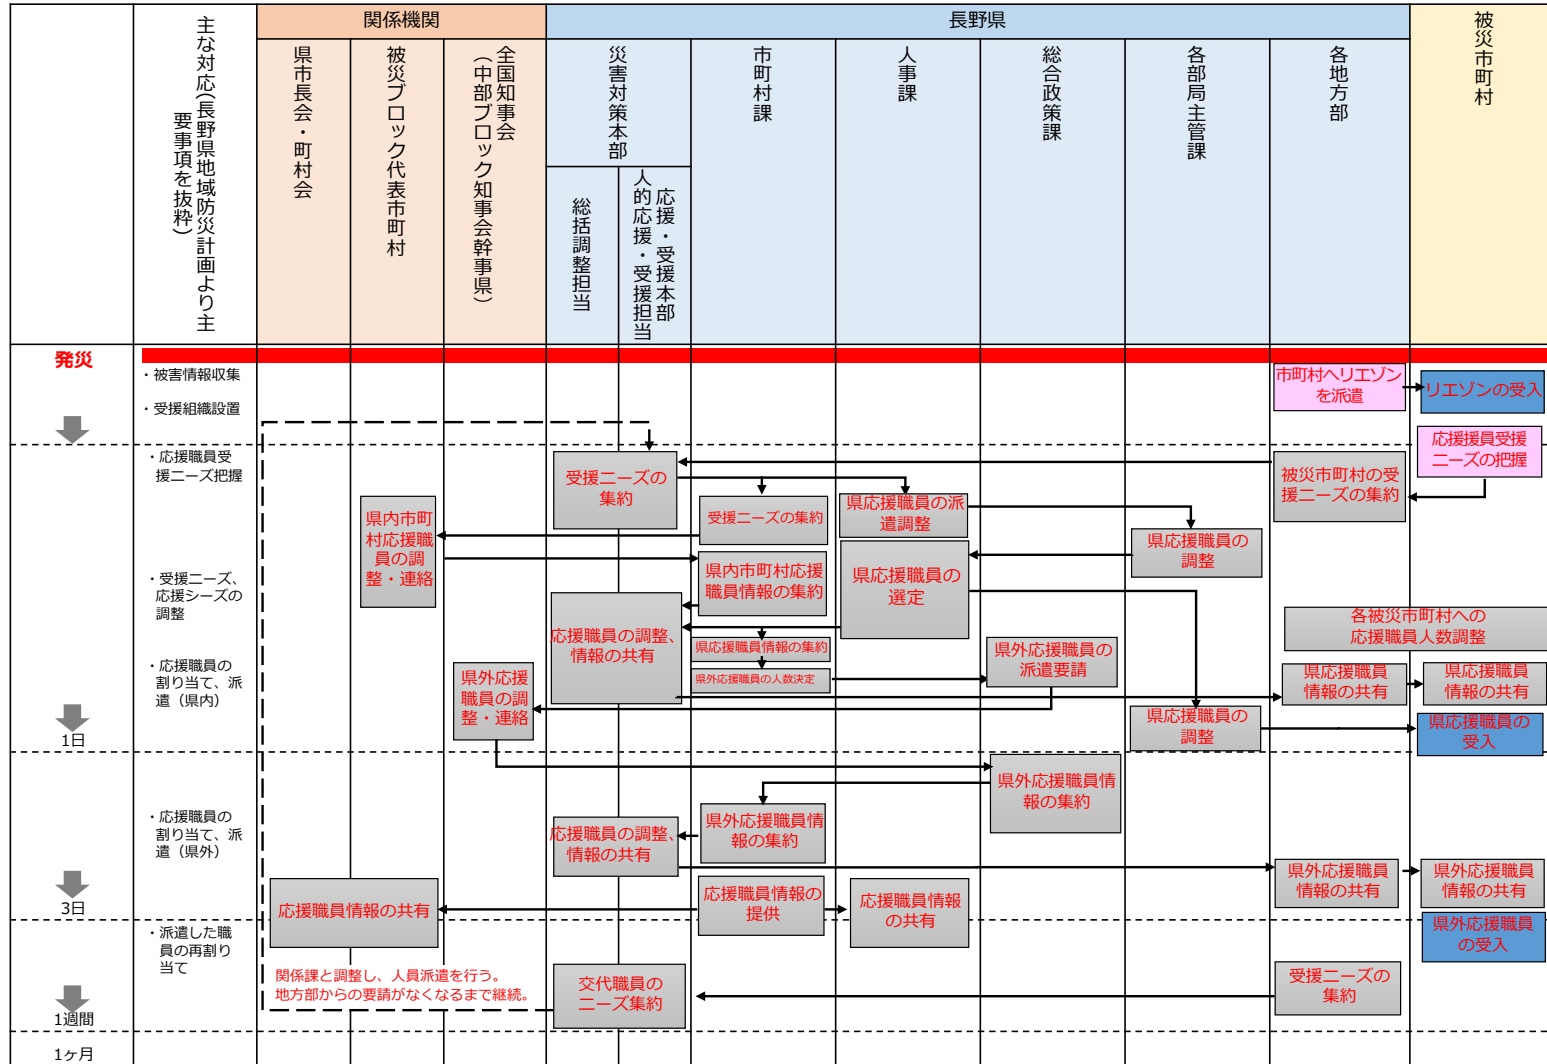 主な対応（長野県地域防災計画より主
要事項を抜粋）
関係機関
長野県
被災市町村
県市長会・町村会
被災ブロック代表市町村
全国知事会
（中部ブロック知事会幹事県）
災害対策本部
総括調整担当
応援・受援本部
人的応援・受援担当
市町村課
人事課
総合政策課
各部局主管課
各地方部
発災
・被害情報収集
・受援組織設置
市町村へリエゾン
を派遣
リエゾンの受入
・応援職員受
援ニーズ把握
受援ニーズの
集約
応援援員受援
ニーズの把握
被災市町村の受
援ニーズの集約
県内市町
村応援職
員の調
整・連絡
受援ニーズの集約
県応援職員の派
遣調整
県応援職員の
調整
・受援ニーズ、
応援シーズの
調整
県内市町村応援
職員情報の集約
県応援職員の
選定
応援職員の調整、
情報の共有
県応援職員情報の集約
県外応援職員の人数決定
県外応援職員の
派遣要請
各被災市町村への
応援職員人数調整
・応援職員の
割り当て、派
遣（県内）
県外応援
職員の調
整・連絡
県応援職員
情報の共有
県応援職員
情報の共有
県応援職員の
調整
県応援職員の
受入
1日
県外応援職員情
報の集約
・応援職員の
割り当て、派
遣（県外）
応援職員の調整、
情報の共有
県外応援職員情
報の集約
県外応援職員
情報の共有
県外応援職員
情報の共有
3日
応援職員情報の共有
応援職員情報の
提供
応援職員情報
の共有
県外応援職員
の受入
・派遣した職
員の再割り
当て
関係課と調整し、人員派遣を行う。
地方部からの要請がなくなるまで継続。
交代職員の
ニーズ集約
受援ニーズの
集約
1週間
1ヶ月